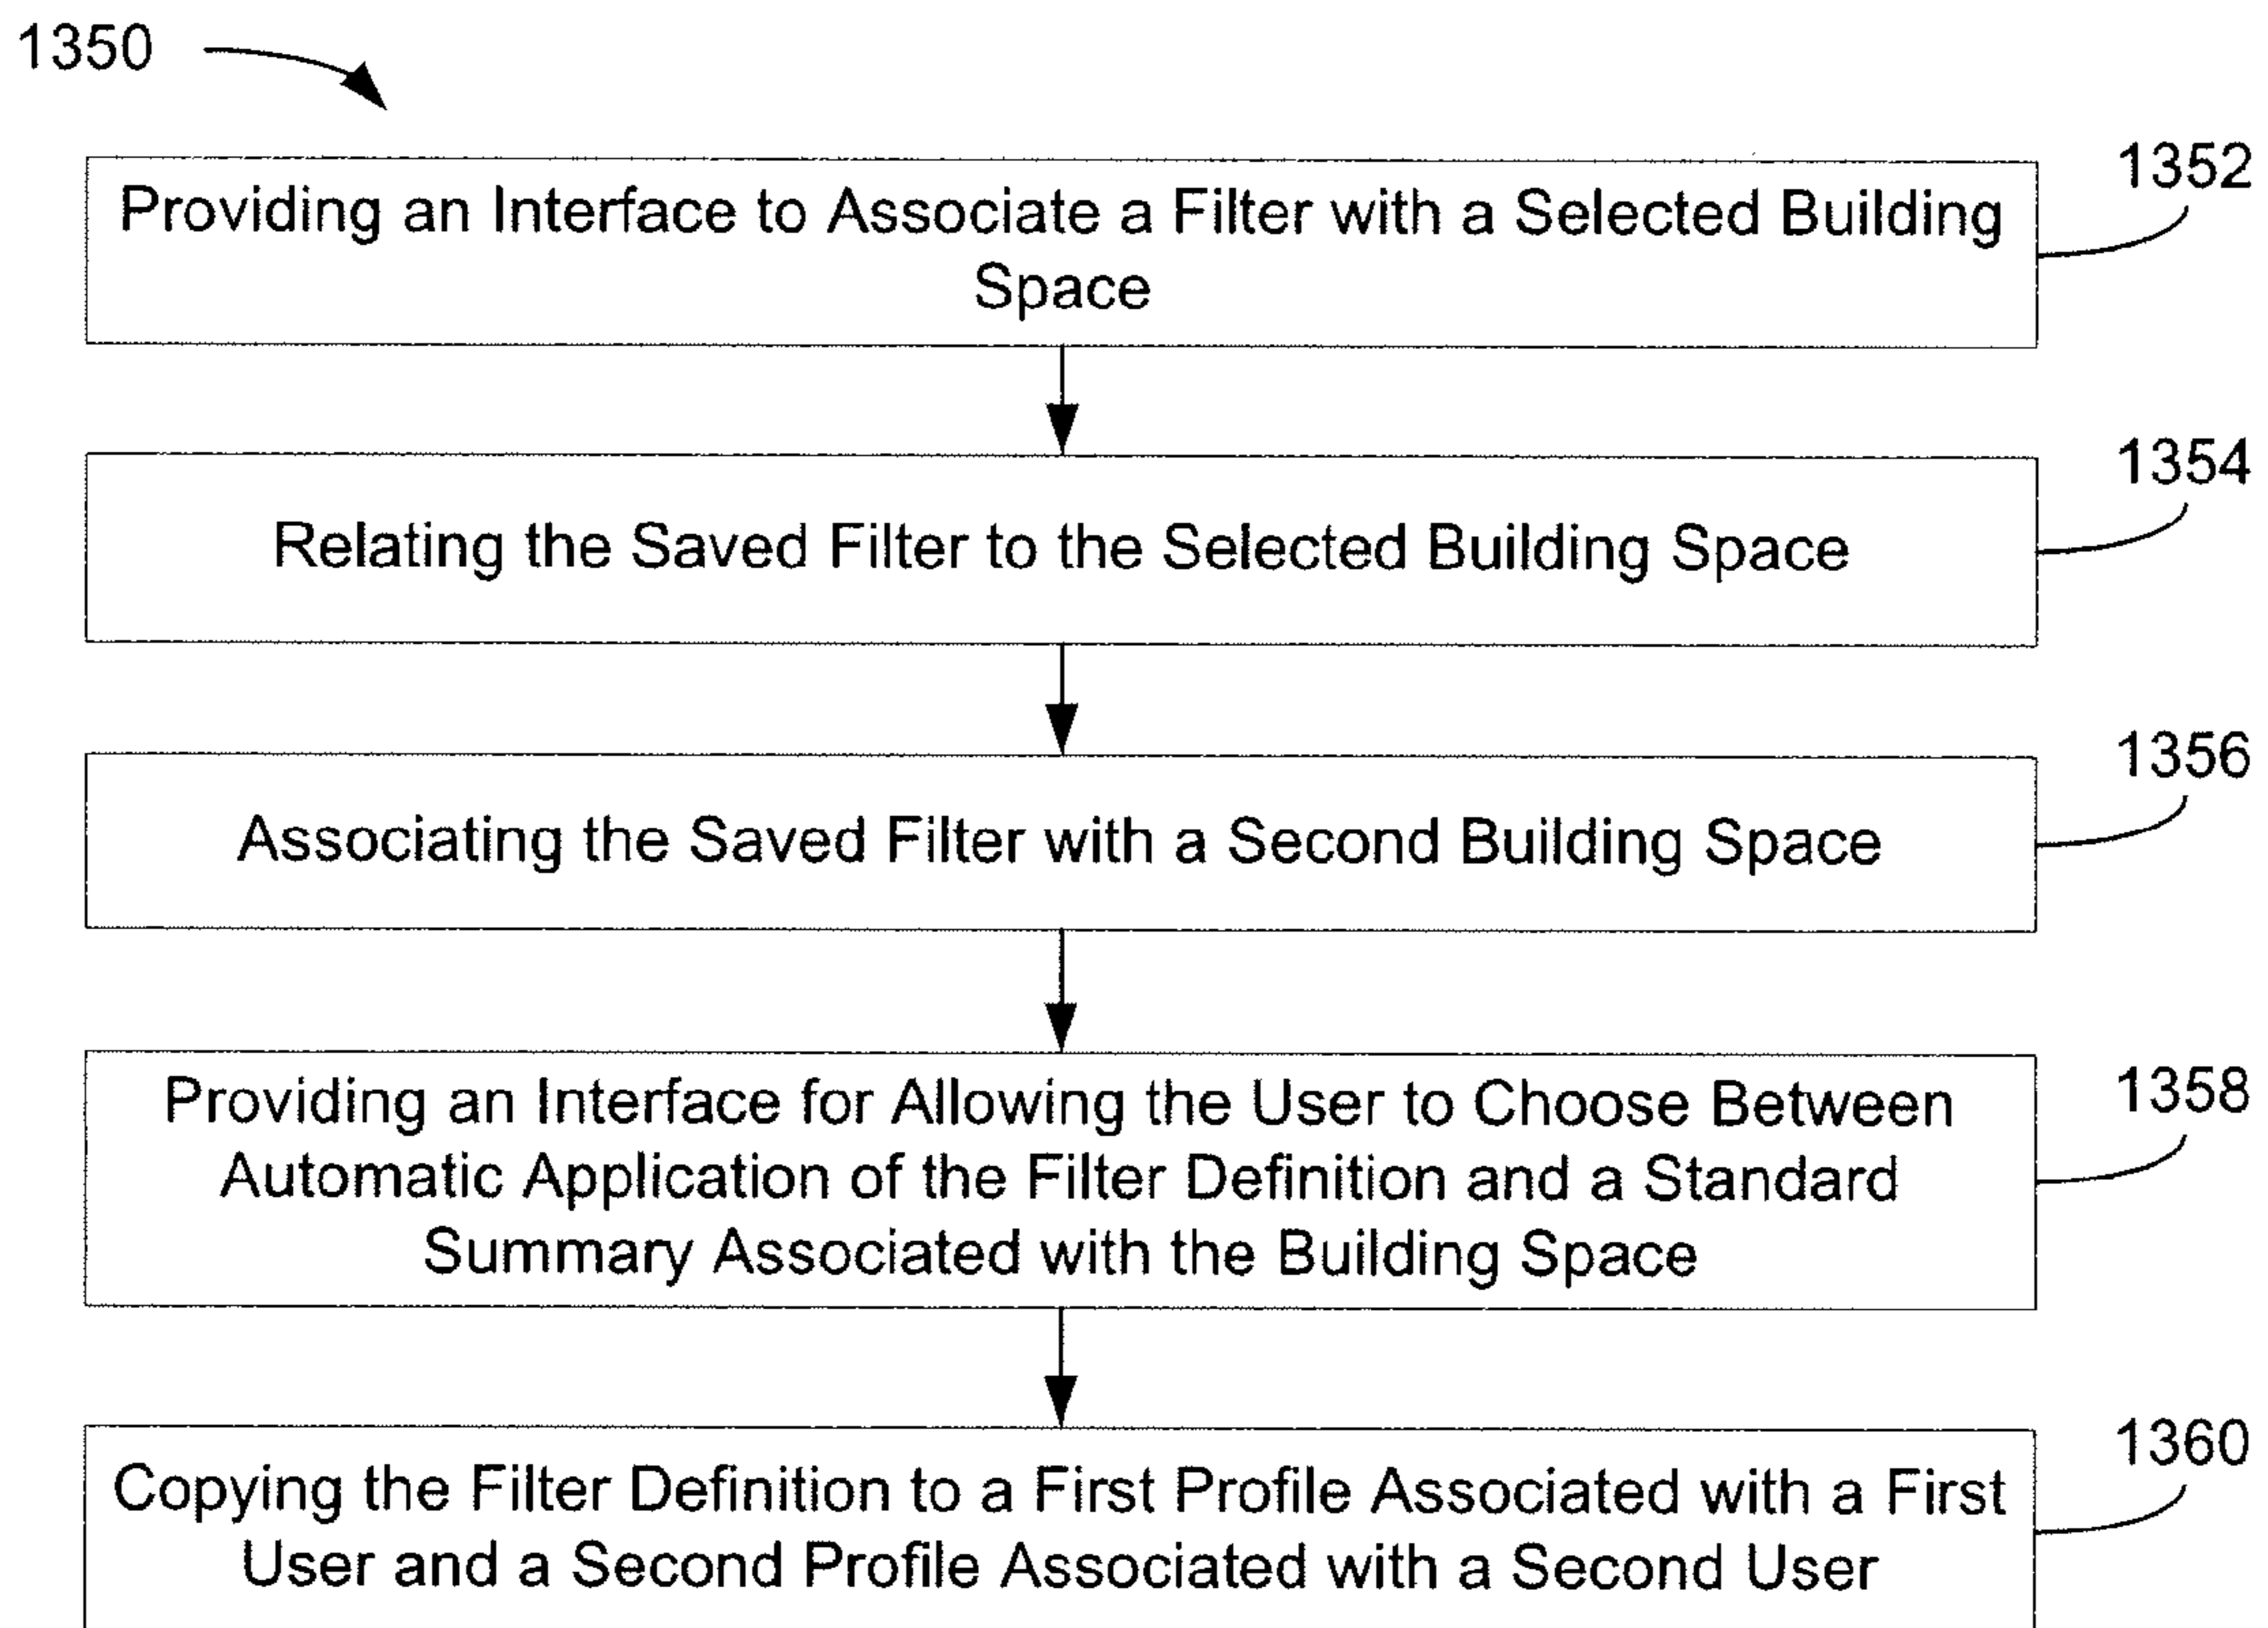 1350
1352
Providing an Interface to Associate a Filter with a Selected Building
Space
1354
Relating the Saved Filter to the Selected Building Space
1356
Associating the Saved Filter with a Second Building Space
1358
Providing an Interface for Allowing the User to Choose Between
Automatic Application of the Filter Definition and a Standard
Summary Associated with the Building Space
1360
Copying the Filter Definition to a First Profile Associated with a First
User and a Second Profile Associated with a Second User